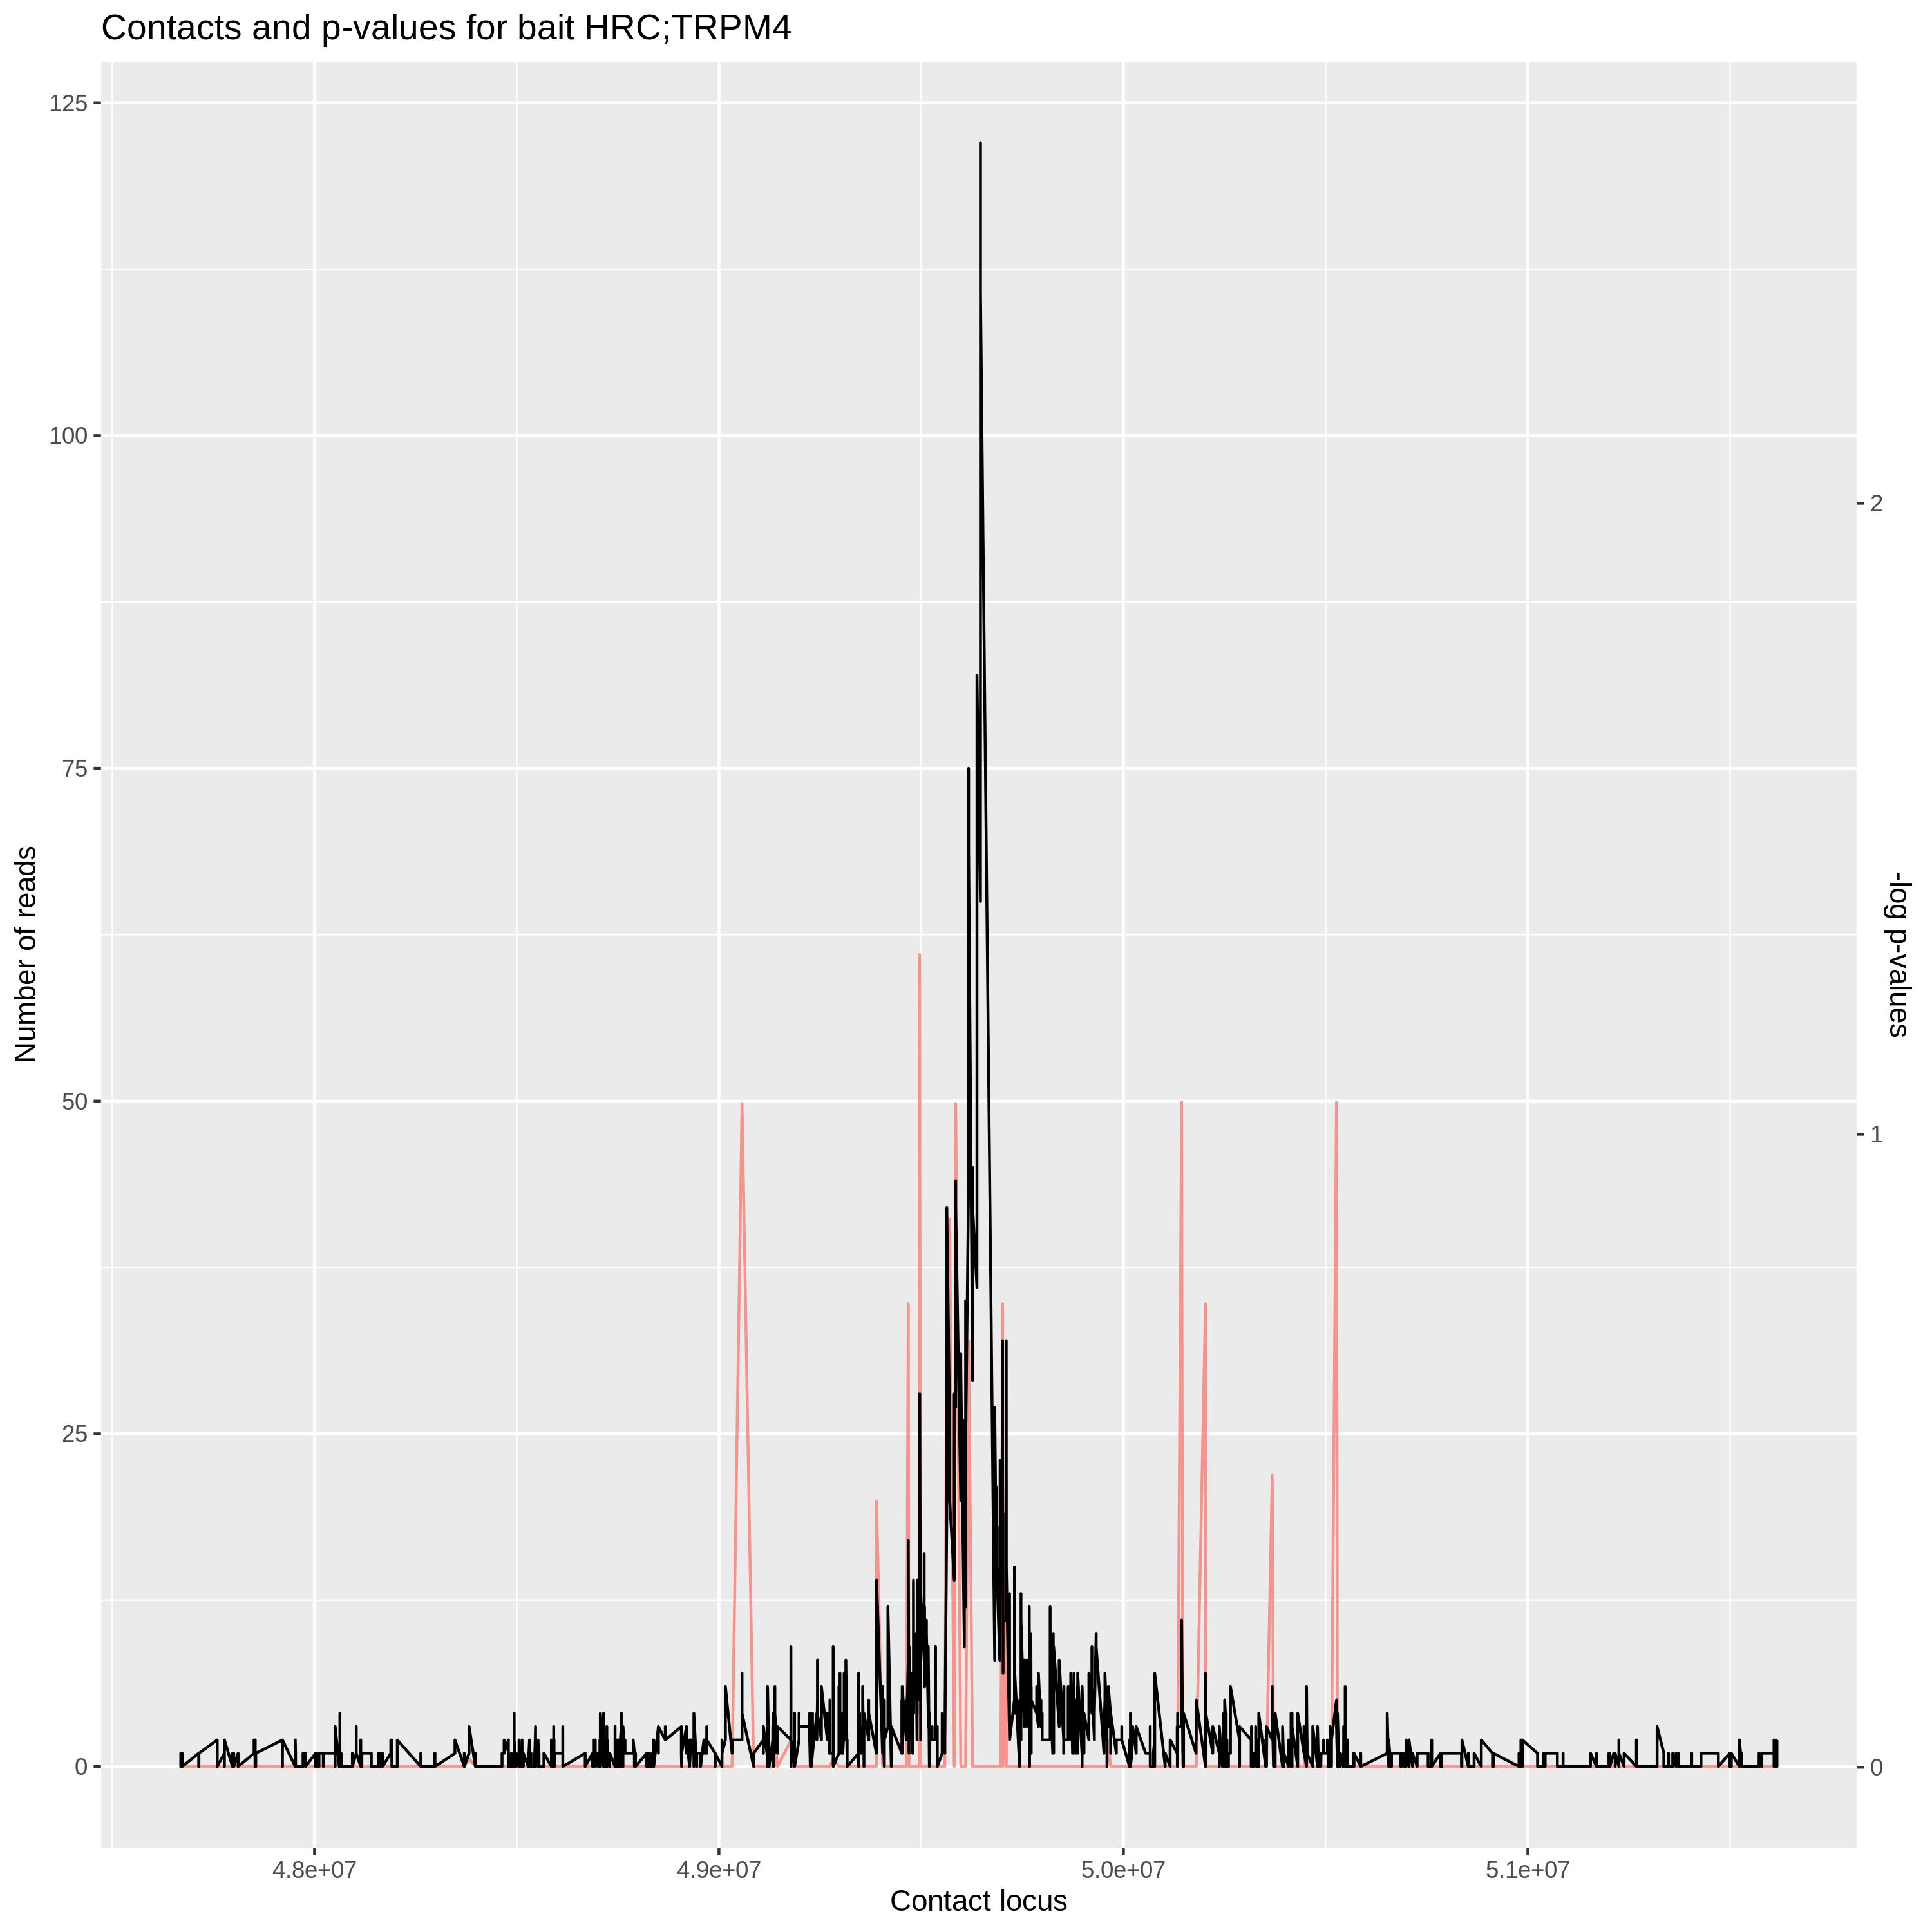 Contacts and p-values for bait HRC;TRPM4
125
100
75
50
25
0
Number of reads
2
1
0
-log p-values
4.8e+07
4.9e+07
5.0e+07
5.1e+07
Contact locus